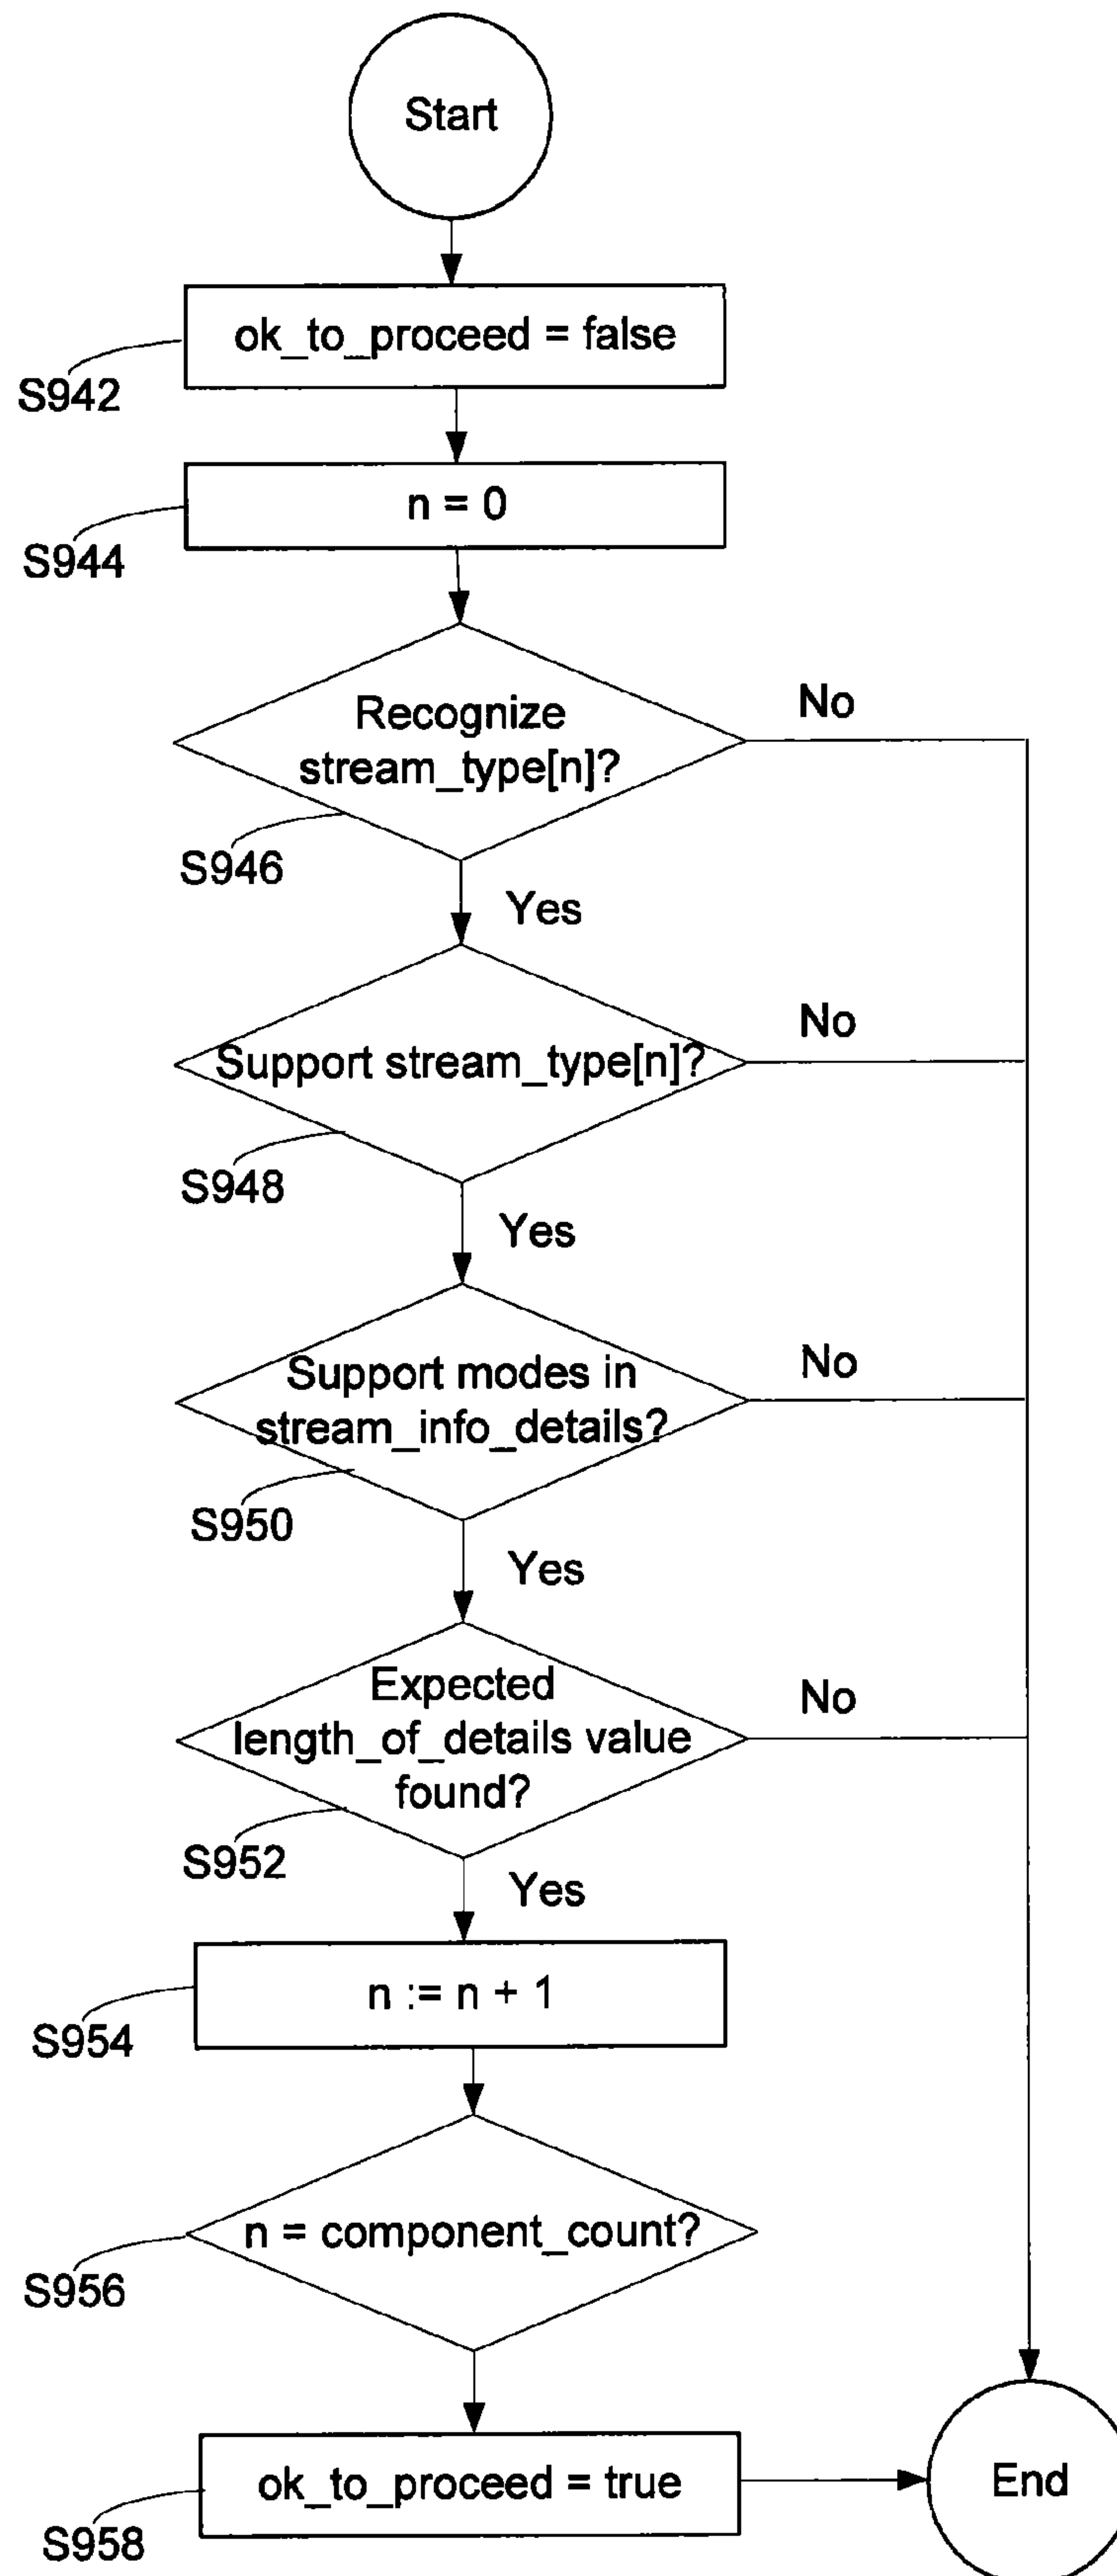 Start
ok_to_proceed = false
S942
n = 0
S944
Recognize
stream_type[n]?
No
S946
Yes
Support stream_type[n]?
No
S948
Yes
Support modes in
stream_info_details?
No
S950
Yes
Expected
length_of_details value
found?
No
S952
Yes
n := n + 1
S954
n = component_count?
S956
ok_to_proceed = true
S958
End